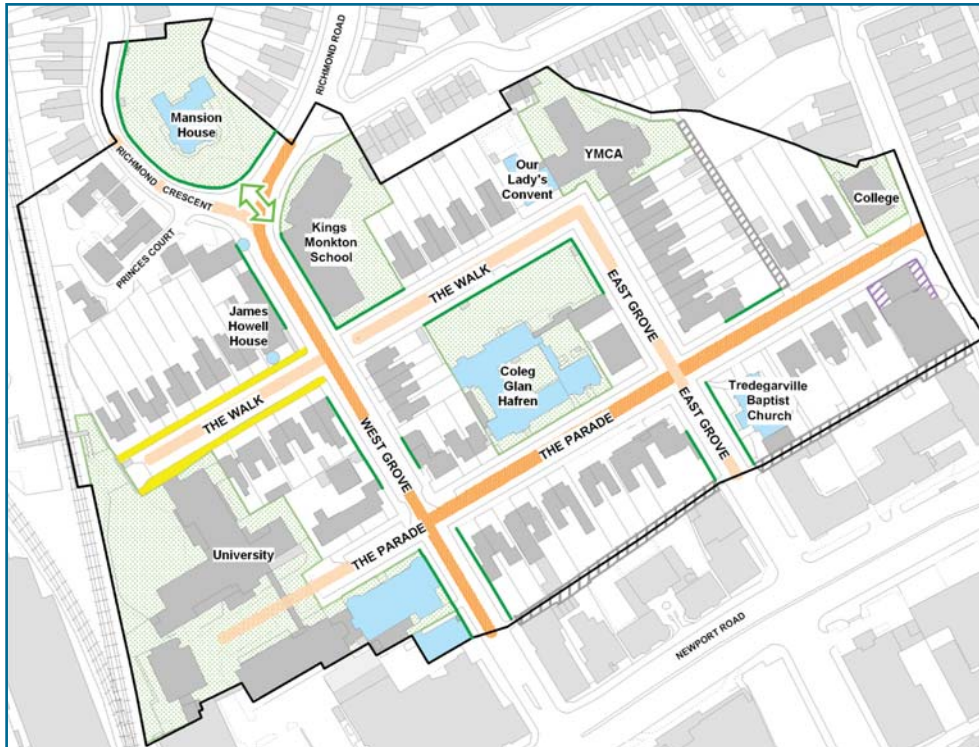 RICHMOND ROAD
Mansion
House
RICHMOND CRESCENT
PRINCES COURT
Kings
Monkton
School
Our
Lady's
Convent
YMCA
College
THE WALK
EAST GROVE
James
Howell
House
THE WALK
WEST GROVE
Coleg
Glan
Hafren
EAST GROVE
Tredegarville
Baptist
Church
THE PARADE
University
THE PARADE
NEWPORT ROAD